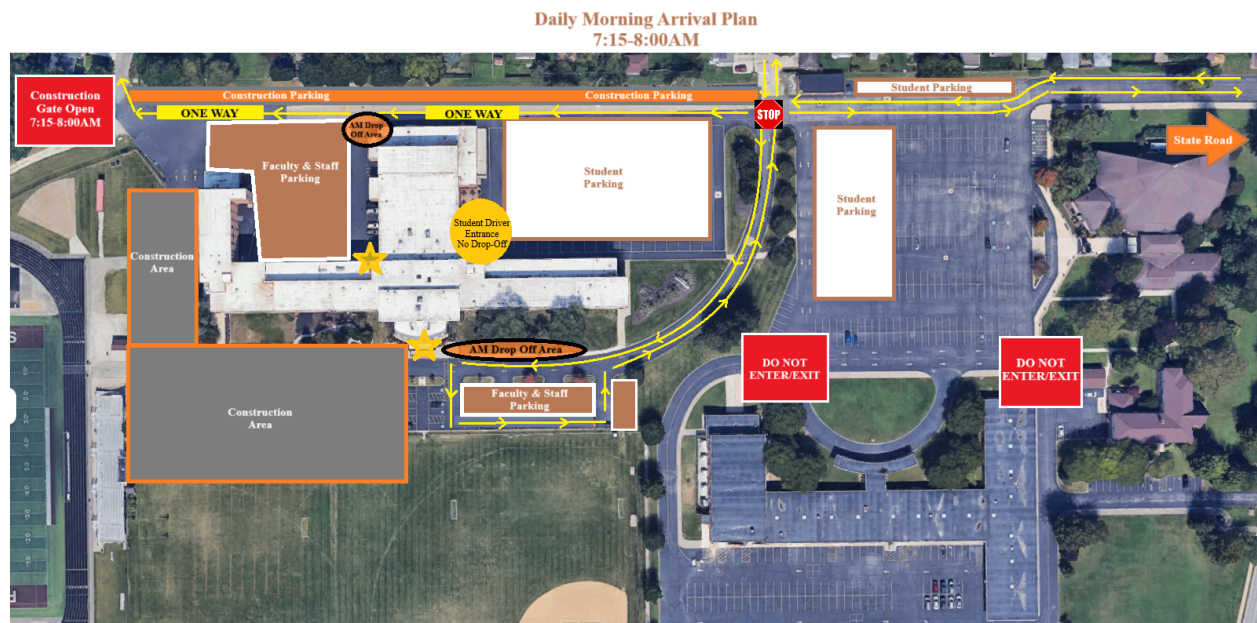 Daily Morning Arrival Plan
7:15-8:00AM
Construction
Gate Open
7:15-8:00AM
Construction Parking
Construction Parking
Student Parking
ONE WAY
ONE WAY
STOP
AM Drop
Off Area
State Road
Faculty & Staff
Parking
Student
Parking
Student
Parking
Student Driver
Entrance
No Drop-Off
Construction
Area
AM Drop Off Area
DO NOT
ENTER/EXIT
DO NOT
ENTER/EXIT
Faculty & Staff
Parking
Construction
Area